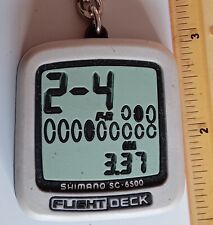 2-4
3.37
SHIMANO SC-6500
FLIGHT DECK